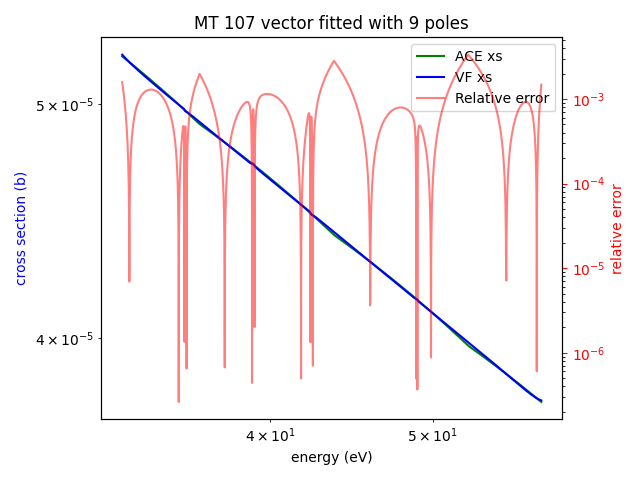 MT 107 vector fitted with 9 poles
ACE xs
VF xs
Relative error
5 × 10⁻⁵
4 × 10⁻⁵
cross section (b)
10⁻³
10⁻⁴
10⁻⁵
10⁻⁶
relative error
4 × 10¹
5 × 10¹
energy (eV)